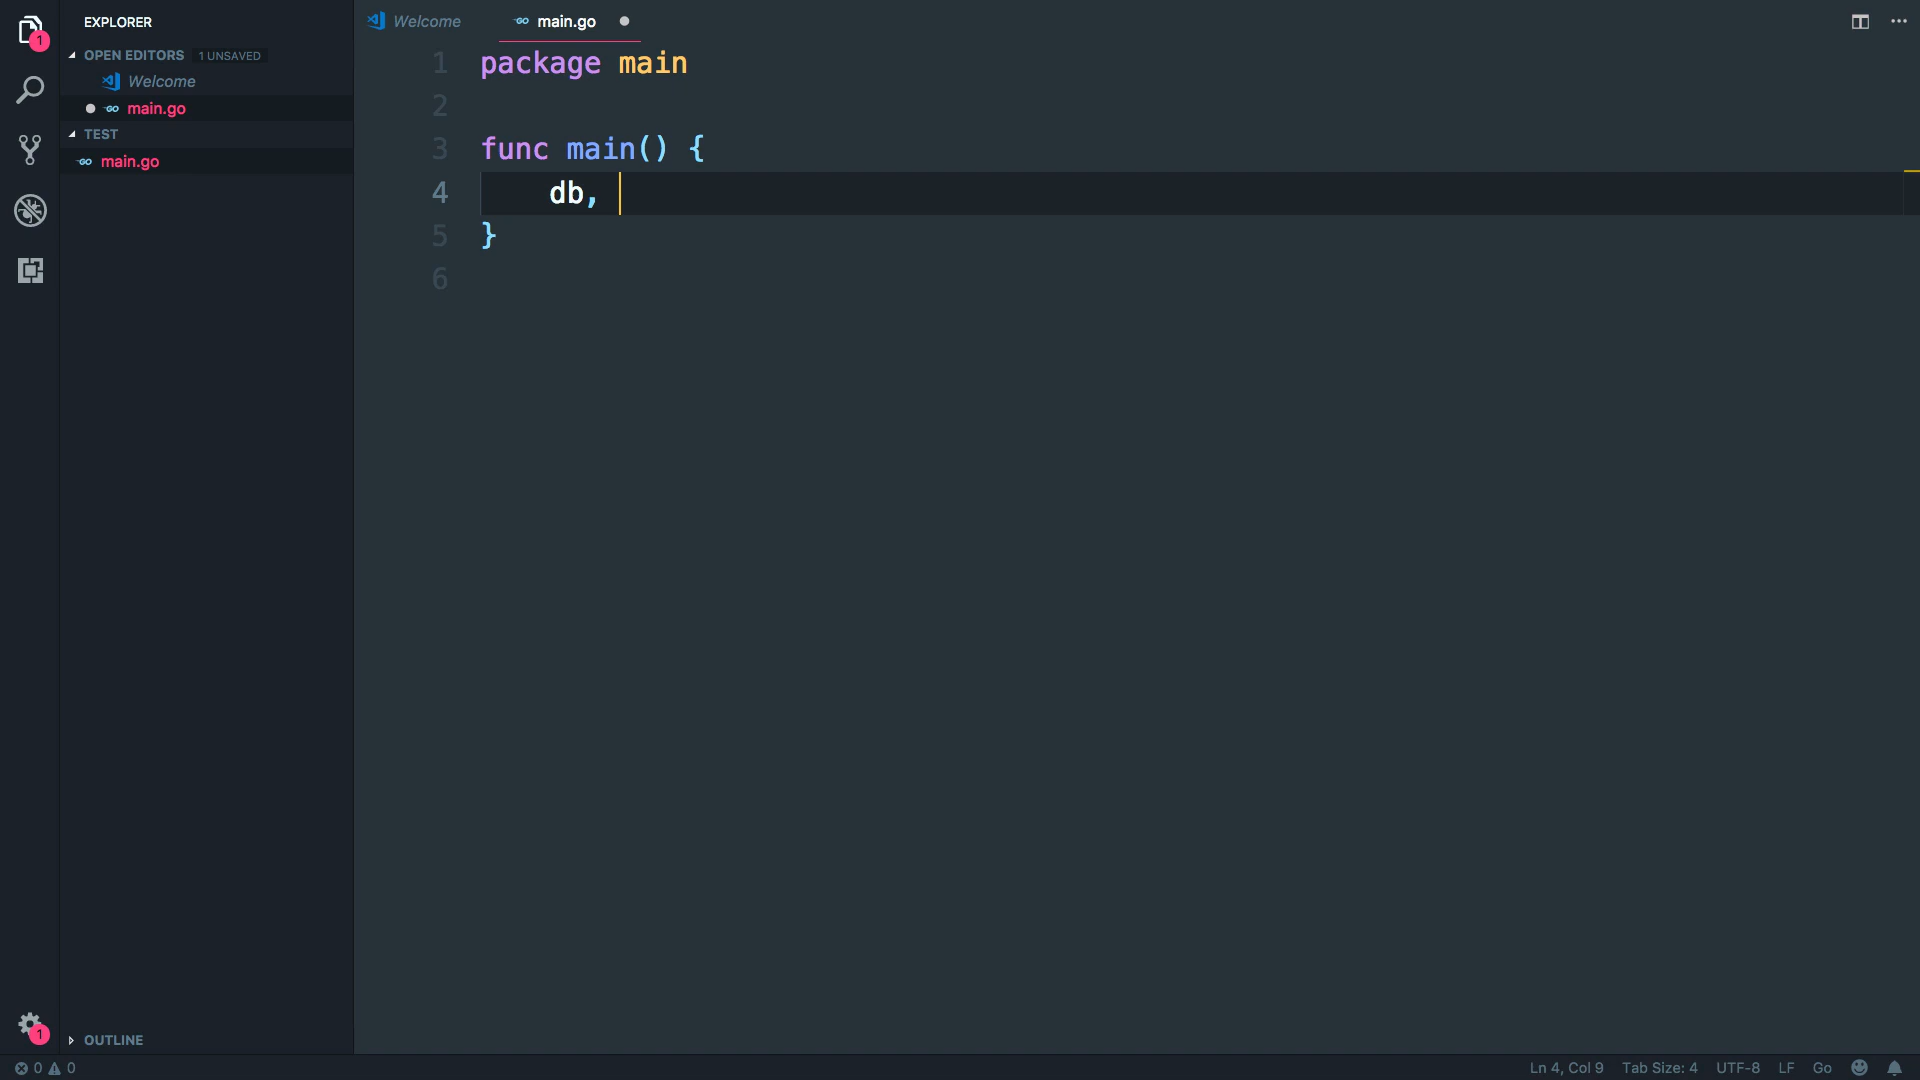 EXPLORER
OPEN EDITORS 1 UNSAVED
Welcome
main.go
TEST
main.go
OUTLINE
1
1
Welcome
main.go
1 package main
2
3 func main() {
4 db,
5 }
6
0 0
Ln 4, Col 9 Tab Size: 4 UTF-8 LF Go